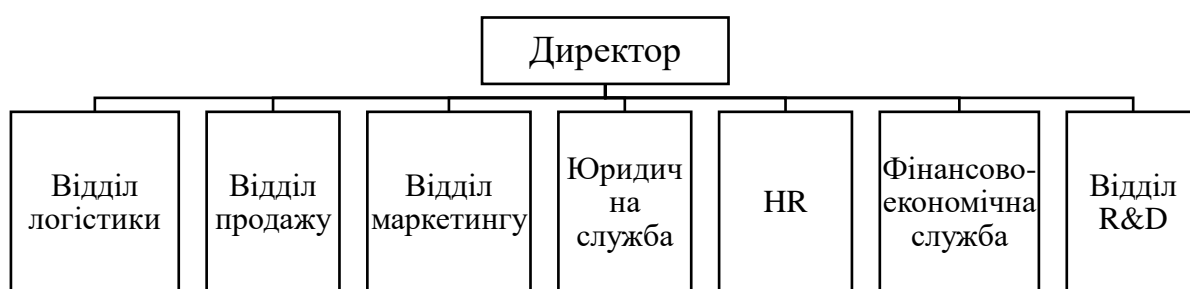 Директор
Відділ
логістики
Відділ
продажу
Відділ
маркетингу
Юридич
на
служба
HR
Фінансово-
економічна
служба
Відділ
R&D